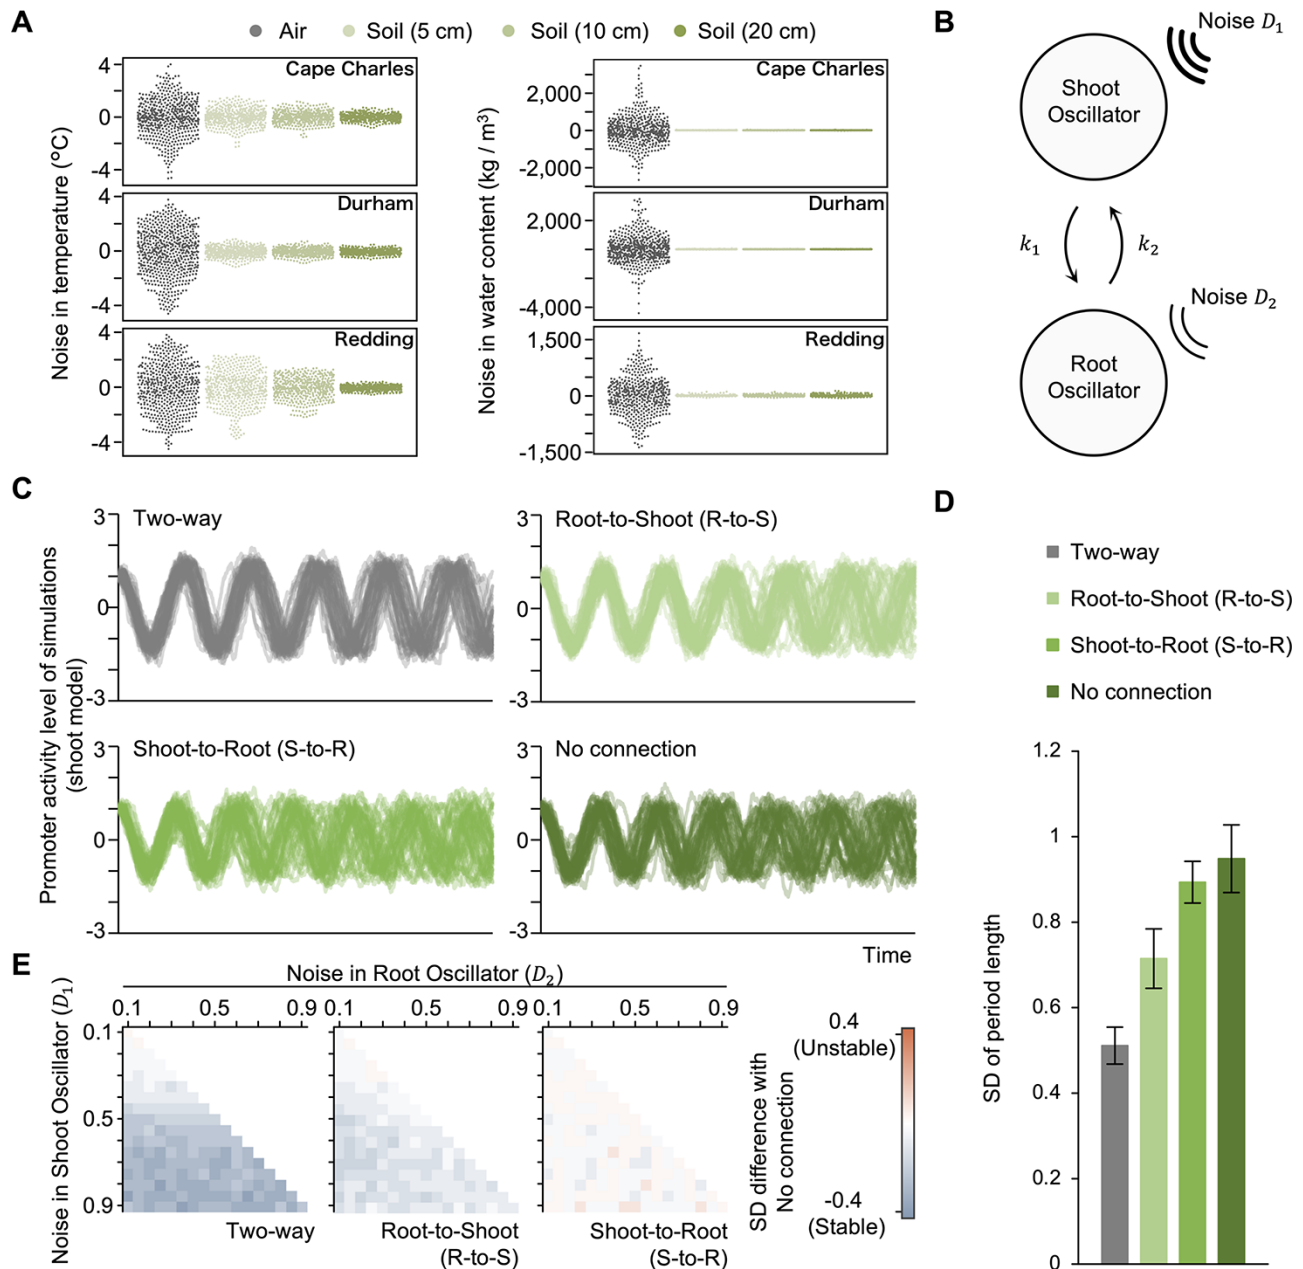 A
Air
Soil (5 cm)
Soil (10 cm)
Soil (20 cm)
Noise in temperature (°C)
4
0
-4
Cape Charles
4
0
-4
Durham
4
0
-4
Redding
Noise in water content (kg / m³)
2,000
0
-2,000
Cape Charles
2,000
-4,000
Durham
1,500
0
-1,500
Redding
B
Noise D₁
Shoot
Oscillator
k₁
k₂
Noise D₂
Root
Oscillator
C
Promoter activity level of simulations
(shoot model)
3
0
-3
Two-way
3
0
-3
Root-to-Shoot (R-to-S)
3
0
-3
Shoot-to-Root (S-to-R)
3
0
-3
No connection
Time
D
Two-way
Root-to-Shoot (R-to-S)
Shoot-to-Root (S-to-R)
No connection
SD of period length
1.2
1
0.8
0.6
0.4
0.2
0
E
Noise in Root Oscillator (D₂)
0.1 0.5 0.9 0.1 0.5 0.9 0.1 0.5 0.9
Noise in Shoot Oscillator (D₁)
0.1
0.5
0.9
Two-way
Root-to-Shoot
(R-to-S)
Shoot-to-Root
(S-to-R)
SD difference with
No connection
0.4
(Unstable)
-0.4
(Stable)